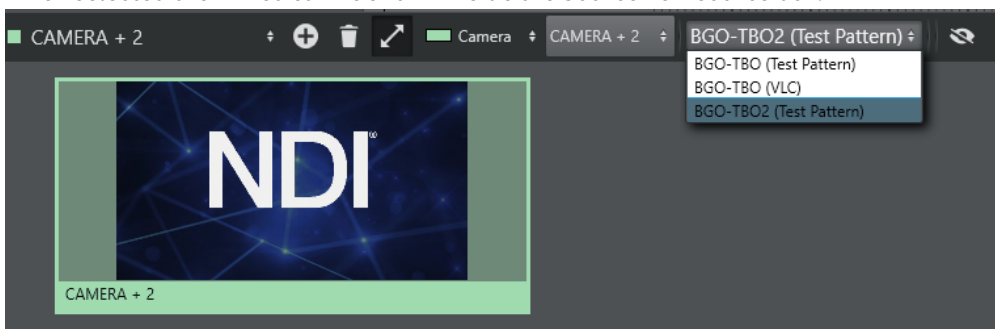 CAMERA + 2 Camera CAMERA + 2 BGO-TBO2 (Test Pattern)
BGO-TBO (Test Pattern)
BGO-TBO (VLC)
BGO-TBO2 (Test Pattern)
NDI®
CAMERA + 2